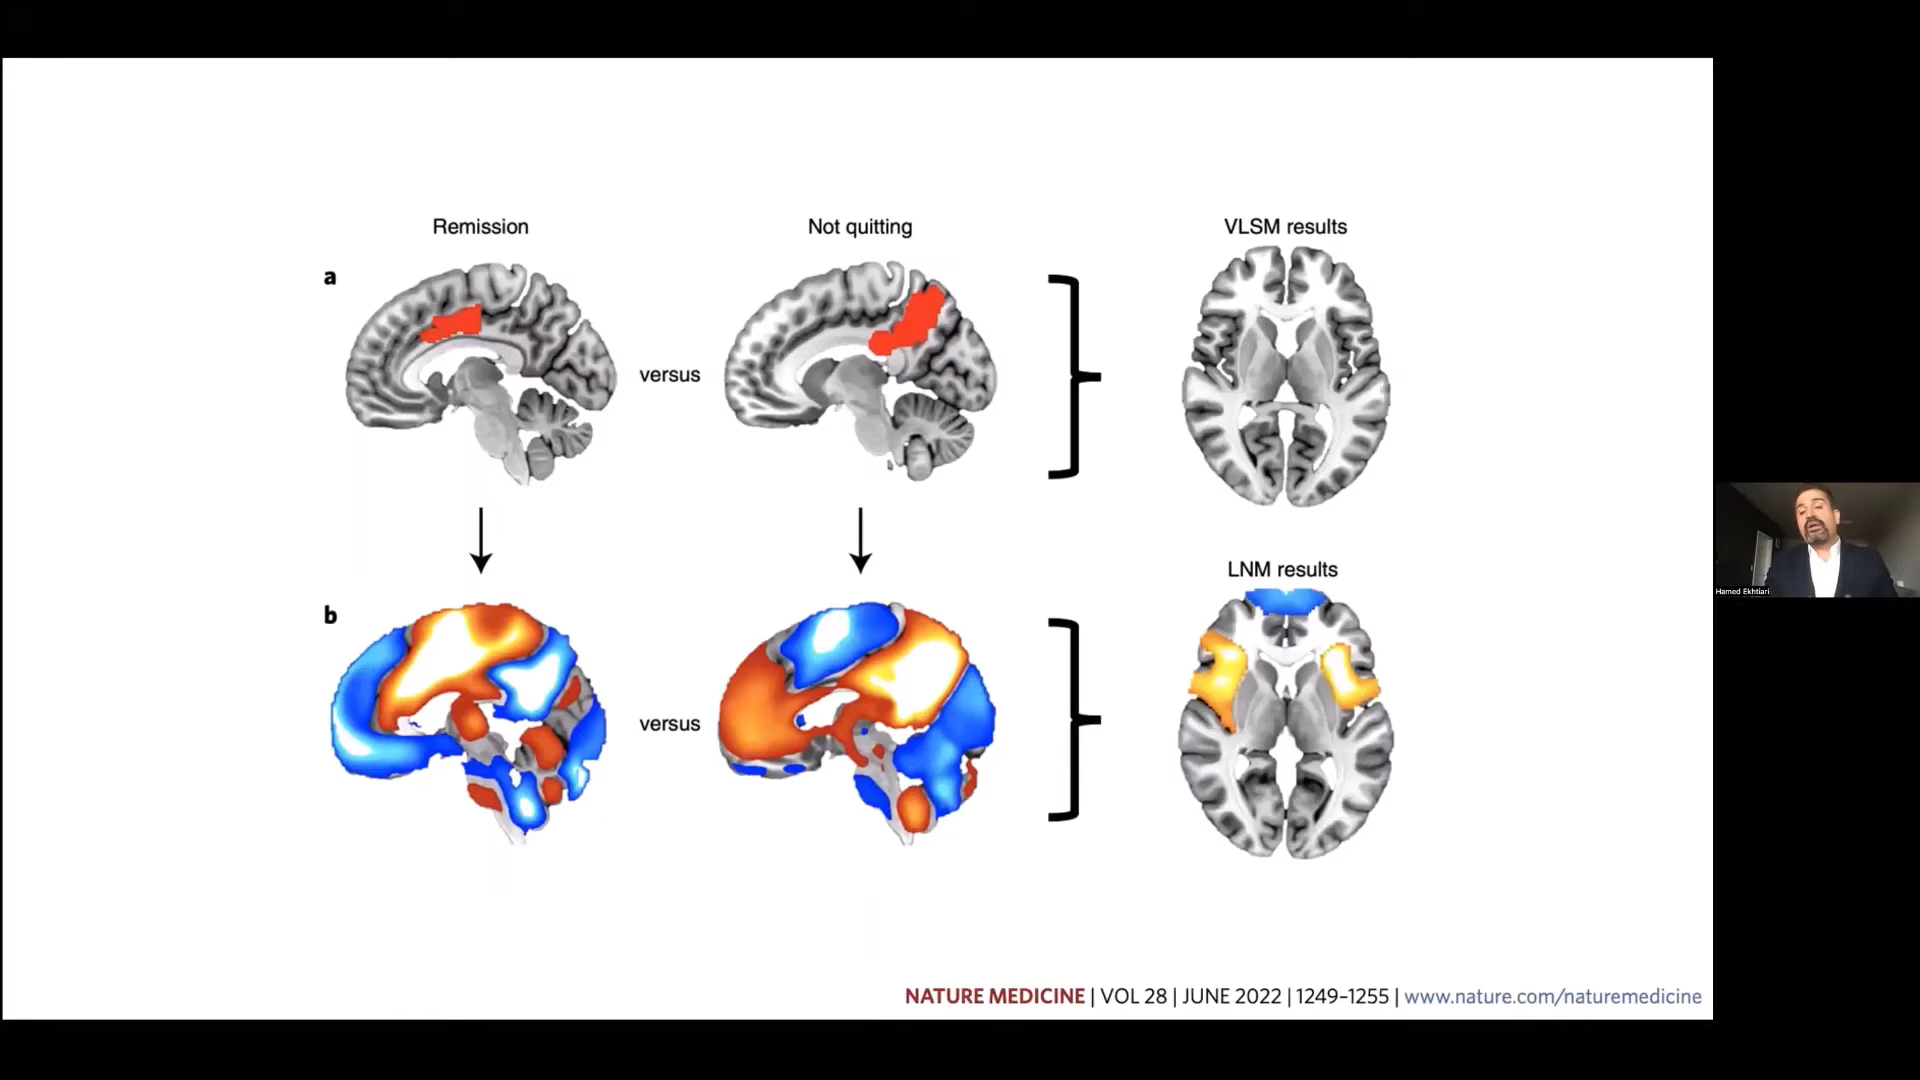 Remission
Not quitting
VLSM results
a
versus
LNM results
b
versus
Hamed Ekhtiari
NATURE MEDICINE | VOL 28 | JUNE 2022 | 1249–1255 | www.nature.com/naturemedicine